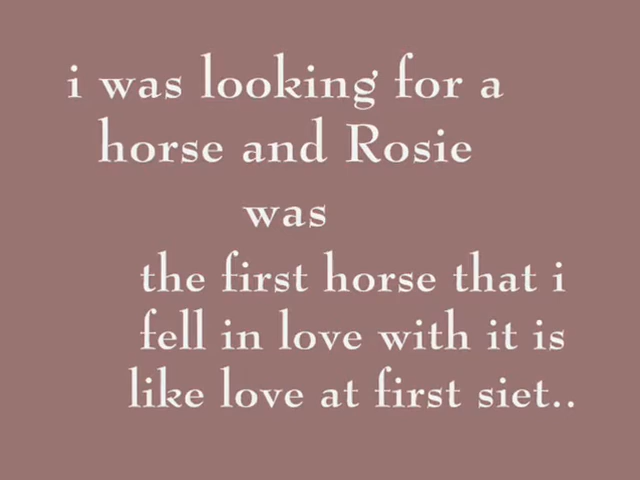 i was looking for a
horse and Rosie
was
the first horse that i
fell in love with it is
like love at first siet..